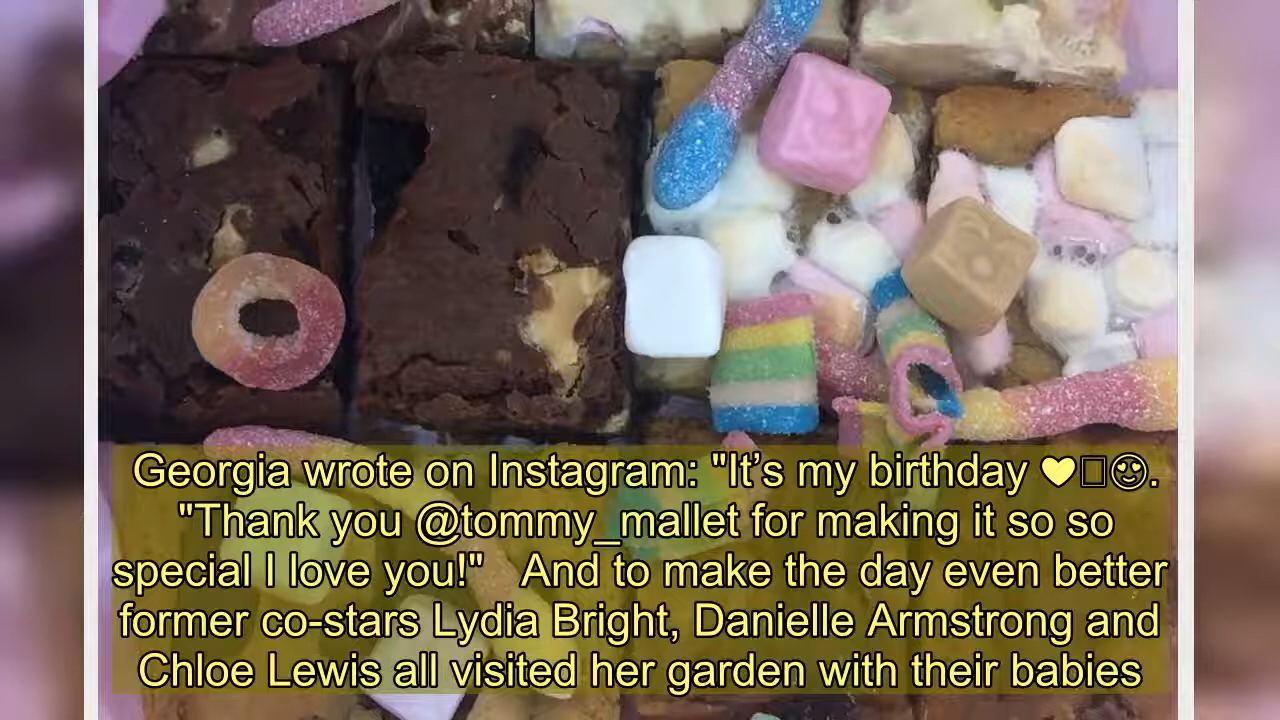 Georgia wrote on Instagram: "It’s my birthday 🖤▯😍.
"Thank you @tommy_mallet for making it so so
special I love you!" And to make the day even better
former co-stars Lydia Bright, Danielle Armstrong and
Chloe Lewis all visited her garden with their babies